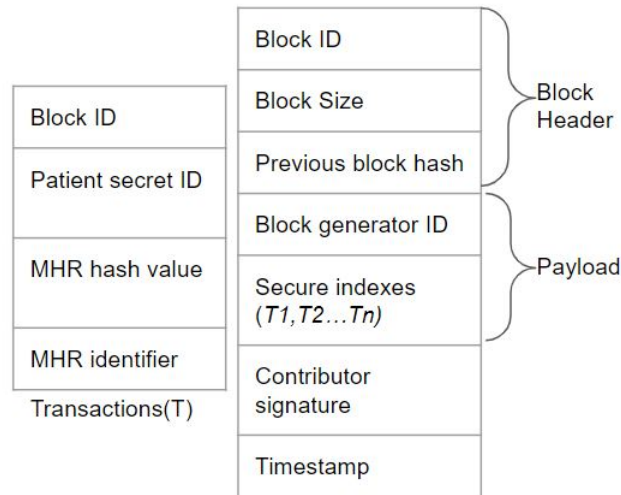 Block ID
Patient secret ID
MHR hash value
MHR identifier
Transactions(T)
Block ID
Block Size
Previous block hash
Block generator ID
Secure indexes
(T1,T2...Tn)
Contributor
signature
Timestamp
Block
Header
Payload